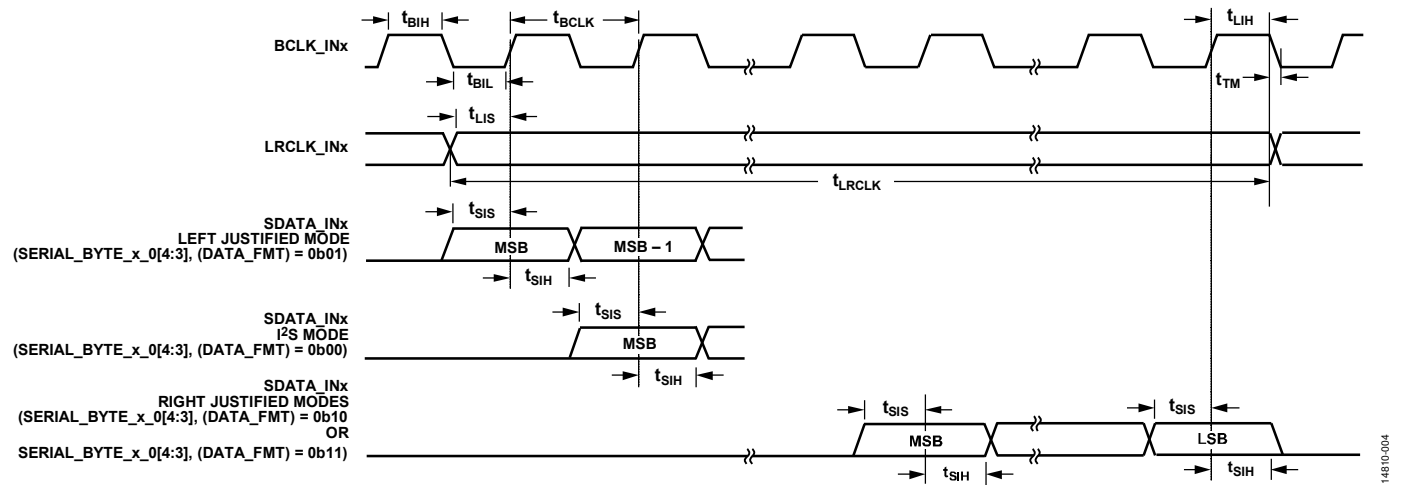 tBIH
tBCLK
tLIH
BCLK_INx
tBIL
tTM
tLIS
LRCLK_INx
tLRCLK
tSIS
SDATA_INx
LEFT JUSTIFIED MODE
(SERIAL_BYTE_x_0[4:3], (DATA_FMT) = 0b01)
MSB
MSB – 1
tSIH
tSIS
SDATA_INx
I2S MODE
(SERIAL_BYTE_x_0[4:3], (DATA_FMT) = 0b00)
MSB
tSIH
SDATA_INx
RIGHT JUSTIFIED MODES
(SERIAL_BYTE_x_0[4:3], (DATA_FMT) = 0b10
OR
SERIAL_BYTE_x_0[4:3], (DATA_FMT) = 0b11)
tSIS
tSIS
MSB
LSB
tSIH
tSIH
14810-004